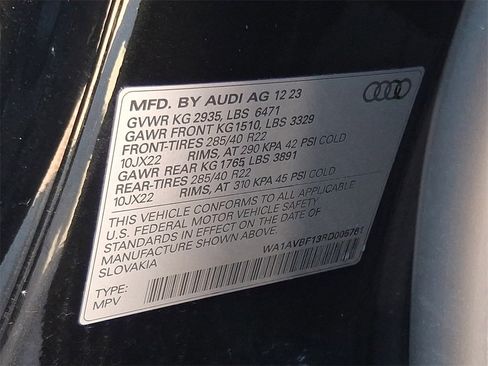 MFD. BY AUDI AG 12 23
GVWR KG 2935, LBS 6471
GAWR FRONT KG1510, LBS 3329
FRONT-TIRES 285/40 R22
10JX22 RIMS, AT 290 KPA 42 PSI COLD
GAWR REAR KG 1765, LBS 3891
REAR-TIRES 285/40 R22
10JX22 RIMS, AT 310 KPA 45 PSI COLD
THIS VEHICLE CONFORMS TO ALL APPLICABLE
U.S. FEDERAL MOTOR VEHICLE SAFETY
STANDARDS IN EFFECT ON THE DATE OF
MANUFACTURE SHOWN ABOVE.
SLOVAKIA
WA1AVBF13RD005761
TYPE:
MPV